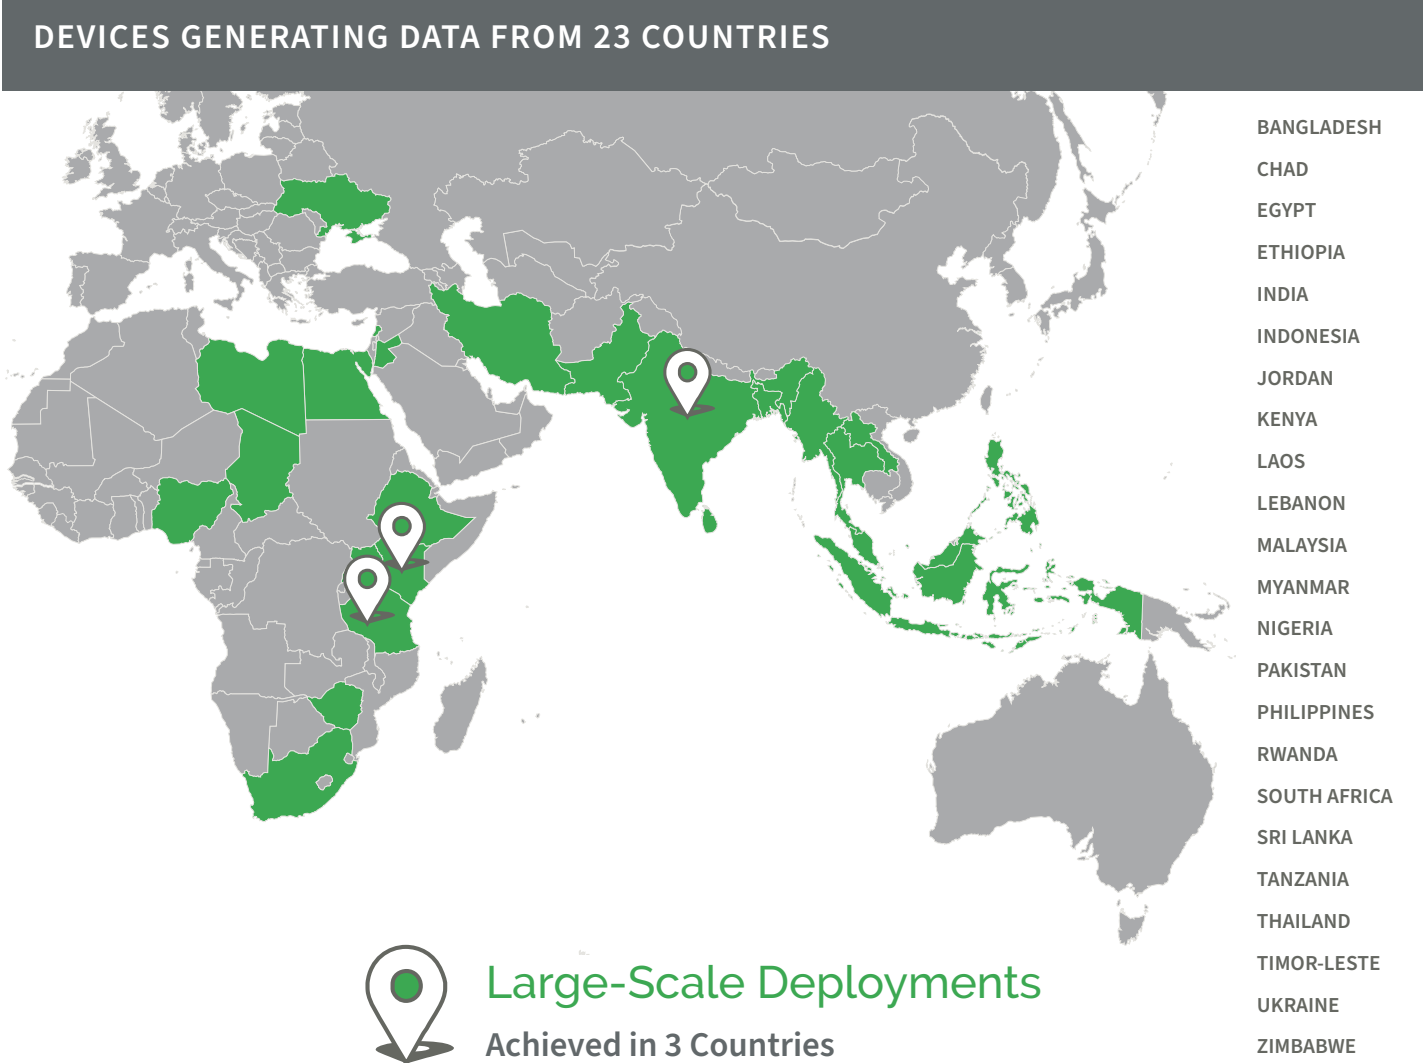 DEVICES GENERATING DATA FROM 23 COUNTRIES
BANGLADESH
CHAD
EGYPT
ETHIOPIA
INDIA
INDONESIA
JORDAN
KENYA
LAOS
LEBANON
MALAYSIA
MYANMAR
NIGERIA
PAKISTAN
PHILIPPINES
RWANDA
SOUTH AFRICA
SRI LANKA
TANZANIA
THAILAND
TIMOR-LESTE
UKRAINE
ZIMBABWE
Large-Scale Deployments
Achieved in 3 Countries